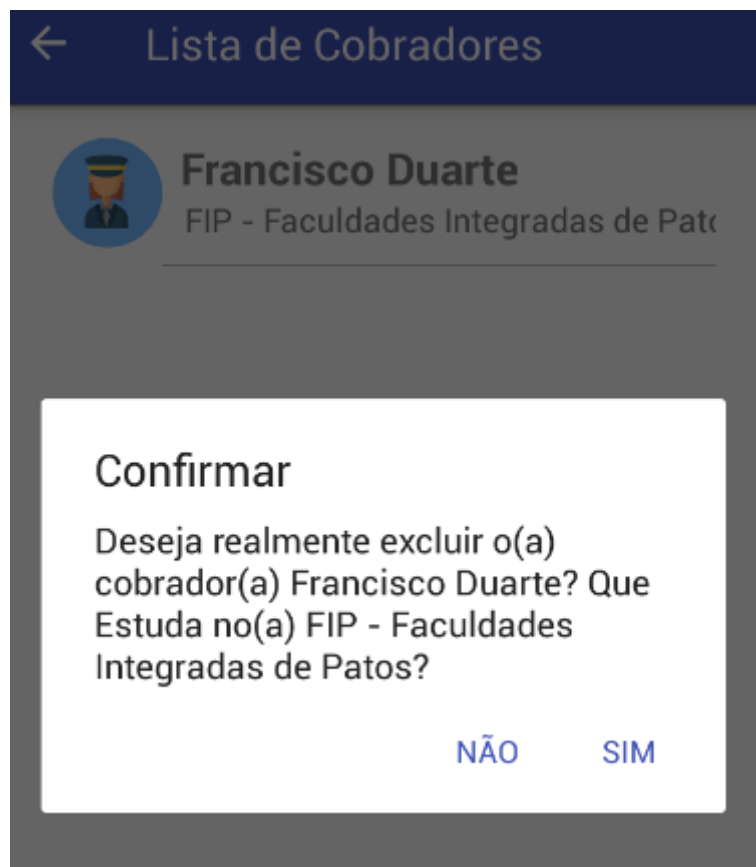 Lista de Cobradores
Francisco Duarte
FIP - Faculdades Integradas de Pato
Confirmar
Deseja realmente excluir o(a)
cobrador(a) Francisco Duarte? Que
Estuda no(a) FIP - Faculdades
Integradas de Patos?
NÃO SIM